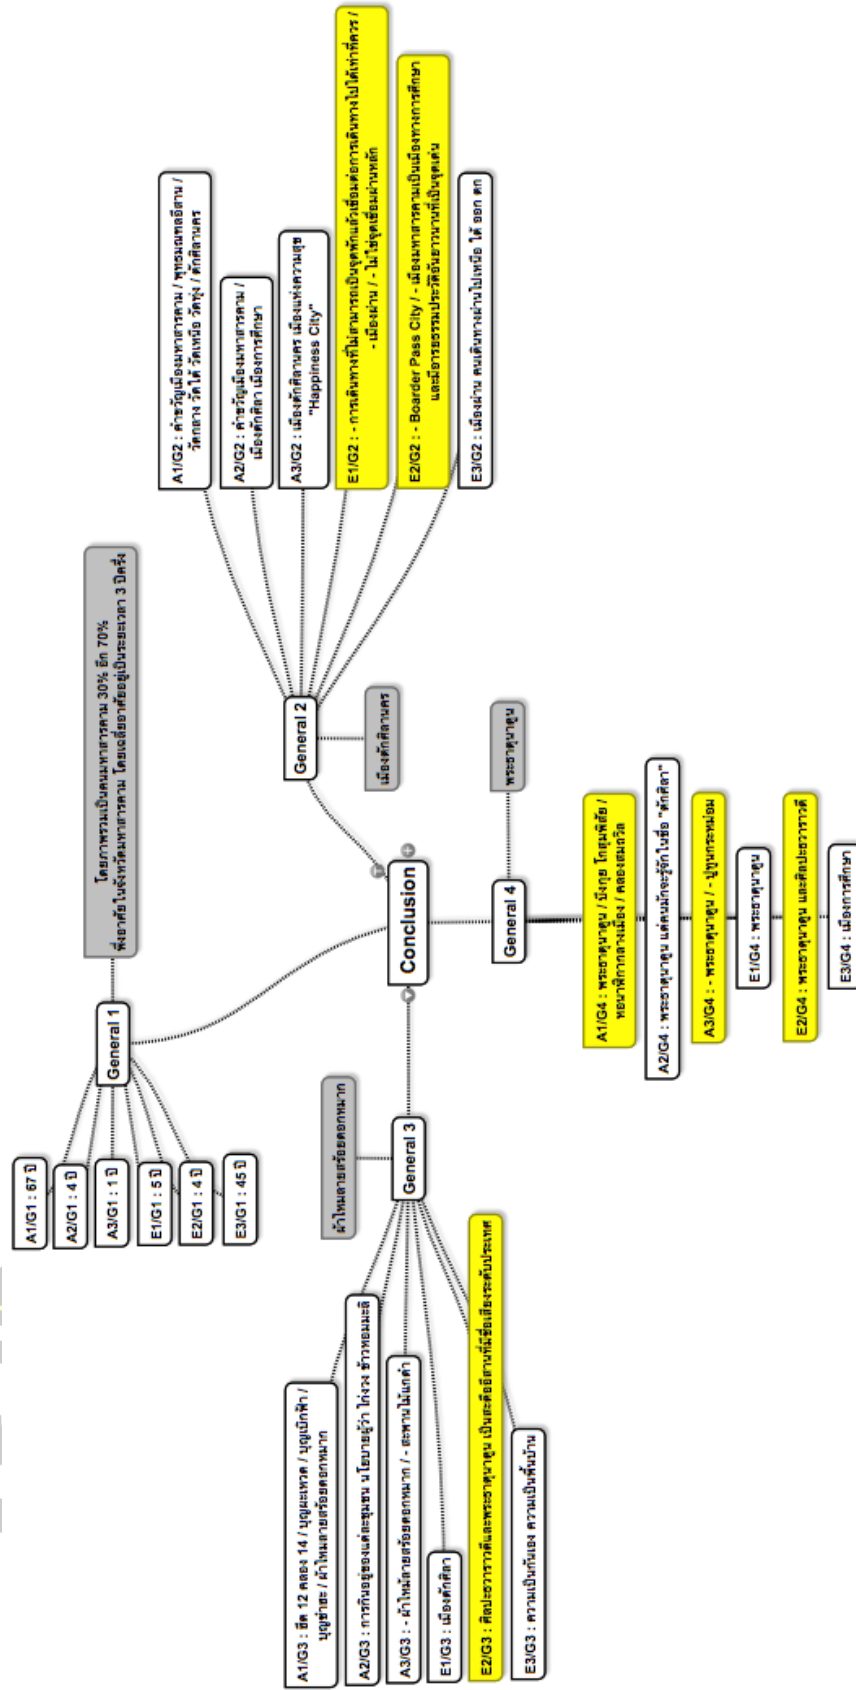 A1/G1 : 67 ปี
A2/G1 : 4 ปี
A3/G1 : 1 ปี
E1/G1 : 5 ปี
E2/G1 : 4 ปี
E3/G1 : 45 ปี
General 1
โดยภาพรวมเป็นคนมหาสารคาม 30% อีก 70%
พึ่งอาศัยในจังหวัดมหาสารคาม โดยเฉลี่ยอาศัยอยู่เป็นระยะเวลา 3 ปีครึ่ง
A1/G2 : คำขวัญเมืองมหาสารคาม / พุทธมณฑลอีสาน /
วัดกลาง วัดใต้ วัดเหนือ วัดทุ่ง / ตักศิลานคร
A2/G2 : คำขวัญเมืองมหาสารคาม /
เมืองตักศิลา เมืองการศึกษา
A3/G2 : เมืองตักศิลานคร เมืองแห่งความสุข
"Happiness City"
E1/G2 : - การเดินทางที่ไม่สามารถเป็นจุดพักแล้วเชื่อมต่อการเดินทางไปได้เท่าที่ควร /
- เมืองผ่าน / - ไม่ใช่จุดเชื่อมผ่านหลัก
E2/G2 : - Boarder Pass City / - เมืองมหาสารคามเป็นเมืองทางการศึกษา
และมีอารยธรรมประวัติอันยาวนานที่เป็นจุดเด่น
E3/G2 : เมืองผ่าน คนเดินทางผ่านไปเหนือ ใต้ ออก ตก
General 2
เมืองตักศิลานคร
Conclusion
ผ้าไหมลายสร้อยดอกหมาก
General 3
A1/G3 : ฮีต 12 คลอง 14 / บุญผะเหวด / บุญเบิกฟ้า /
บุญซำฮะ / ผ้าไหมลายสร้อยดอกหมาก
A2/G3 : การกินอยู่ของแต่ละชุมชน นโยบายผู้ว่า ไก่งวง ข้าวหอมมะลิ
A3/G3 : - ผ้าไหม้ลายสร้อยดอกหมาก / - สะพานไม้แกดำ
E1/G3 : เมืองตักศิลา
E2/G3 : ศิลปะทวาราวดีและพระธาตุนาดูน เป็นสะดืออีสานที่มีชื่อเสียงระดับประเทศ
E3/G3 : ความเป็นกันเอง ความเป็นพื้นบ้าน
General 4
พระธาตุนาดูน
A1/G4 : พระธาตุนาดูน / บึงกุย โกสุมพิสัย /
หอนาฬิกากลางเมือง / คลองสมถวิล
A2/G4 : พระธาตุนาดูน แต่คนมักจะรู้จักในชื่อ "ตักศิลา"
A3/G4 : - พระธาตุนาดูน / - ปูทูนกระหม่อม
E1/G4 : พระธาตุนาดูน
E2/G4 : พระธาตุนาดูน และศิลปะทวาราวดี
E3/G4 : เมืองการศึกษา